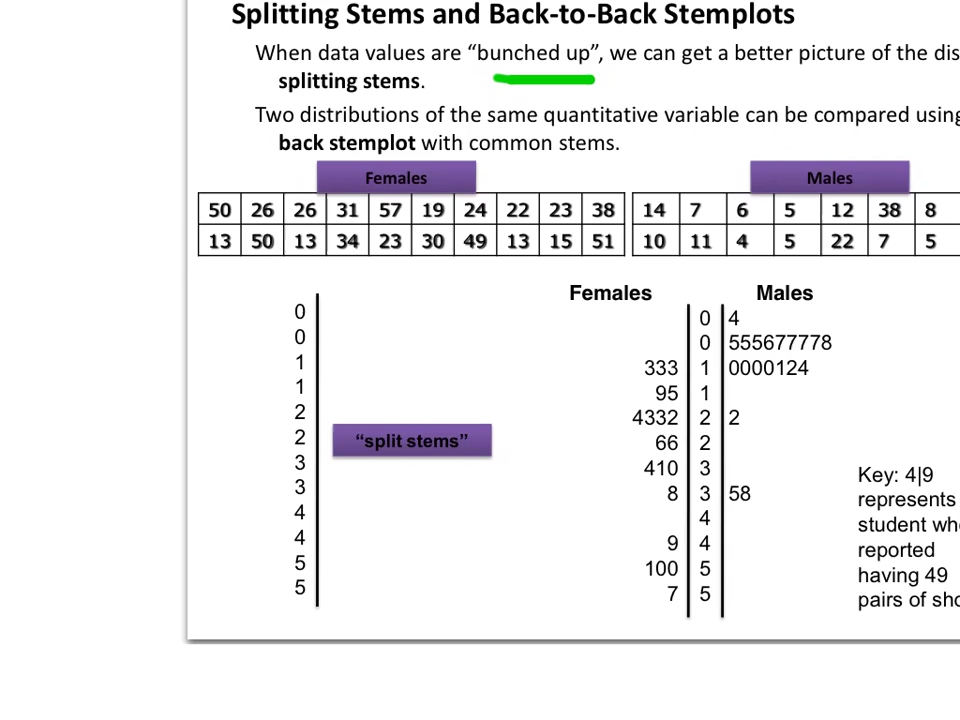 Splitting Stems and Back-to-Back Stemplots
When data values are “bunched up”, we can get a better picture of the
splitting stems.
Two distributions of the same quantitative variable can be compared using
back stemplot with common stems.
Females Males
50 26 26 31 57 19 24 22 23 38 14 7 6 5 12 38 8
13 50 13 34 23 30 49 13 15 51 10 11 4 5 22 7 5
Females Males
0
0
1
1
2
2
3
3
4
4
5
5
“split stems”
0 4
0 555677778
333 1 0000124
95 1
4332 2 2
66 2
410 3
8 3 58
4
9 4
100 5
7 5
Key: 4|9
represents
student
reported
having 49
pairs of